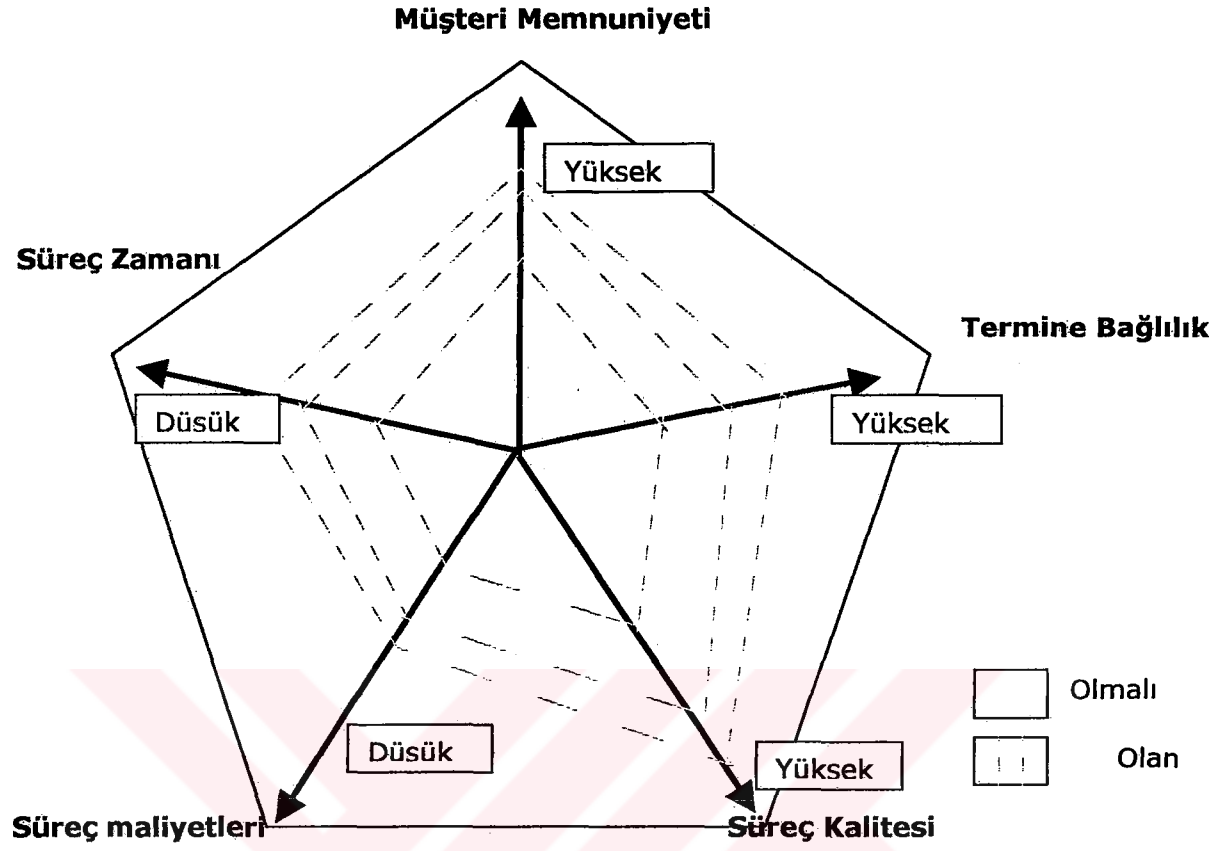 Müşteri Memnuniyeti
Yüksek
Süreç Zamanı
Termine Bağlılık
Düsük
Yüksek
Olmalı
Düsük
Yüksek
Olan
Süreç maliyetleri
Süreç Kalitesi